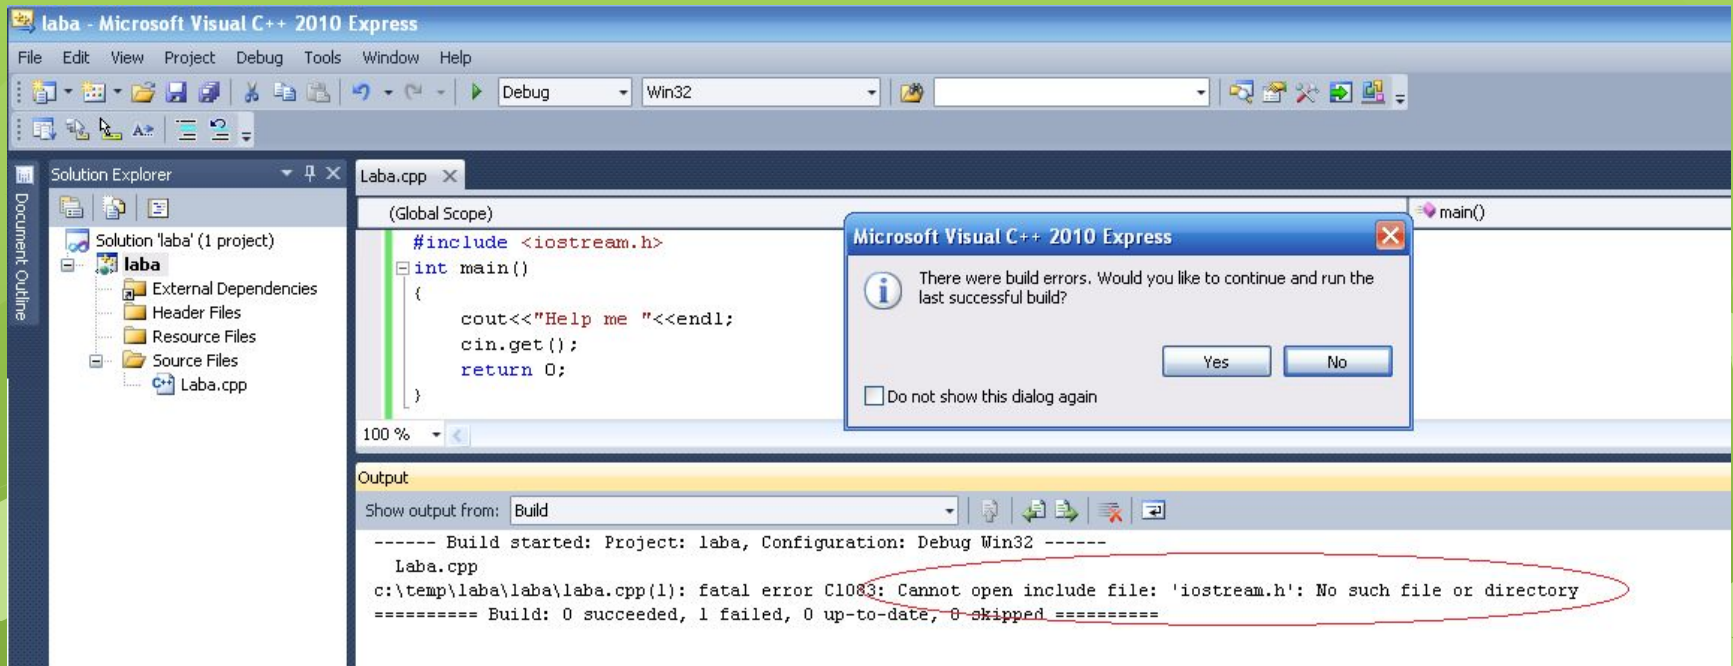 laba - Microsoft Visual C++ 2010 Express
File Edit View Project Debug Tools Window Help
Debug Win32
Document Outline
Solution Explorer
Solution 'laba' (1 project)
laba
External Dependencies
Header Files
Resource Files
Source Files
Laba.cpp
Laba.cpp
(Global Scope)
main()
#include <iostream.h>
int main()
{
cout<<"Help me "<<endl;
cin.get();
return 0;
}
100 %
Microsoft Visual C++ 2010 Express
There were build errors. Would you like to continue and run the
last successful build?
Yes No
Do not show this dialog again
Output
Show output from: Build
------ Build started: Project: laba, Configuration: Debug Win32 ------
Laba.cpp
c:\temp\laba\laba\laba.cpp(1): fatal error C1083: Cannot open include file: 'iostream.h': No such file or directory
========== Build: 0 succeeded, 1 failed, 0 up-to-date, 0 skipped ==========